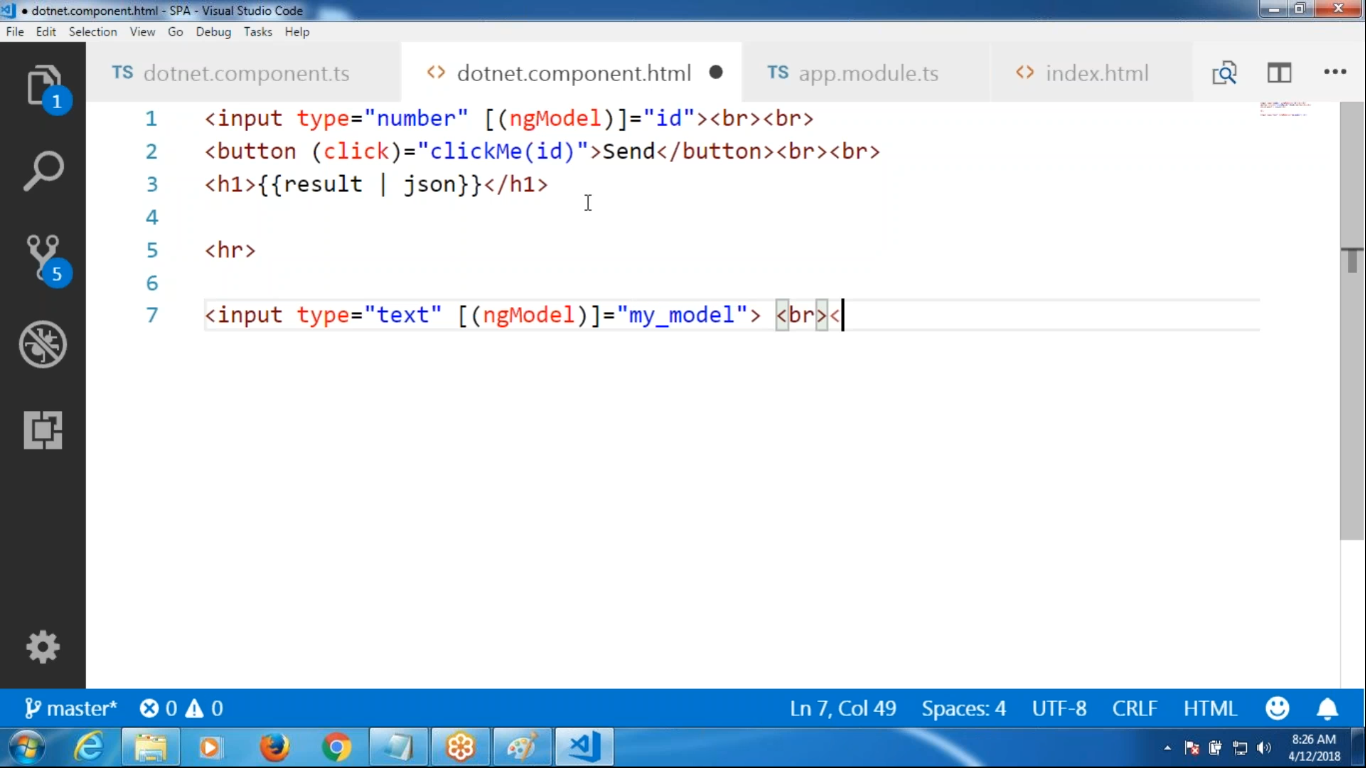 dotnet.component.html - SPA - Visual Studio Code
File Edit Selection View Go Debug Tasks Help
TS dotnet.component.ts <> dotnet.component.html ● TS app.module.ts <> index.html
1
1 <input type="number" [(ngModel)]="id"><br><br>
2 <button (click)="clickMe(id)">Send</button><br><br>
3 <h1>{{result | json}}</h1>
4
5 <hr>
6
7 <input type="text" [(ngModel)]="my_model"> <br><
5
master* 0 0 Ln 7, Col 49 Spaces: 4 UTF-8 CRLF HTML
8:26 AM
4/12/2018